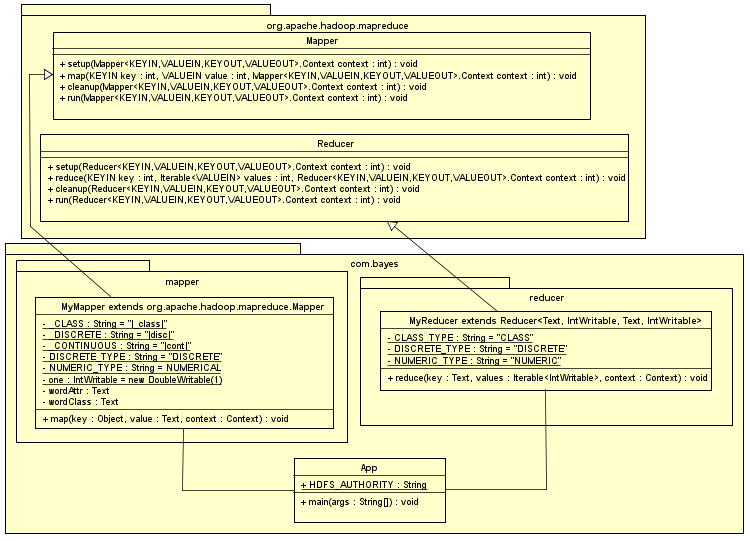 org.apache.hadoop.mapreduce
Mapper
+ setup(Mapper<KEYIN,VALUEIN,KEYOUT,VALUEOUT>.Context context : int) : void
+ map(KEYIN key : int, VALUEIN value : int, Mapper<KEYIN,VALUEIN,KEYOUT,VALUEOUT>.Context context : int) : void
+ cleanup(Mapper<KEYIN,VALUEIN,KEYOUT,VALUEOUT>.Context context : int) : void
+ run(Mapper<KEYIN,VALUEIN,KEYOUT,VALUEOUT>.Context context : int) : void
Reducer
+ setup(Reducer<KEYIN,VALUEIN,KEYOUT,VALUEOUT>.Context context : int) : void
+ reduce(KEYIN key : int, Iterable<VALUEIN> values : int, Reducer<KEYIN,VALUEIN,KEYOUT,VALUEOUT>.Context context : int) : void
+ cleanup(Reducer<KEYIN,VALUEIN,KEYOUT,VALUEOUT>.Context context : int) : void
+ run(Reducer<KEYIN,VALUEIN,KEYOUT,VALUEOUT>.Context context : int) : void
com.bayes
mapper
MyMapper extends org.apache.hadoop.mapreduce.Mapper
- _CLASS : String = "|_class|"
- _DISCRETE : String = "|disc|"
- _CONTINUOUS : String = "|cont|"
- DISCRETE_TYPE : String = "DISCRETE"
- NUMERIC_TYPE : String = NUMERICAL
- one : IntWritable = new DoubleWritable(1)
- wordAttr : Text
- wordClass : Text
+ map(key : Object, value : Text, context : Context) : void
reducer
MyReducer extends Reducer<Text, IntWritable, Text, IntWritable>
- CLASS_TYPE : String = "CLASS"
- DISCRETE_TYPE : String = "DISCRETE"
- NUMERIC_TYPE : String = "NUMERIC"
+ reduce(key : Text, values : Iterable<IntWritable>, context : Context) : void
App
+ HDFS_AUTHORITY : String
+ main(args : String[]) : void